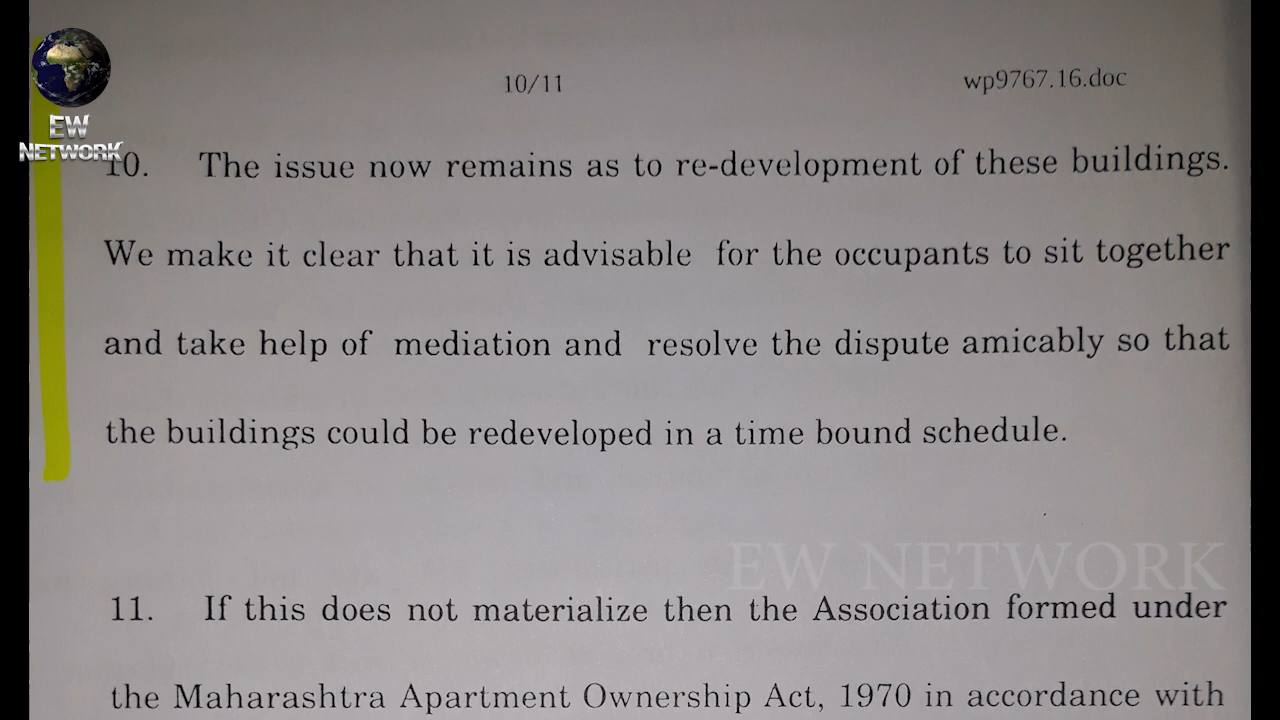 EW
NETWORK
10/11 wp9767.16.doc
10. The issue now remains as to re-development of these buildings.
We make it clear that it is advisable for the occupants to sit together
and take help of mediation and resolve the dispute amicably so that
the buildings could be redeveloped in a time bound schedule.
EW NETWORK
11. If this does not materialize then the Association formed under
the Maharashtra Apartment Ownership Act, 1970 in accordance with